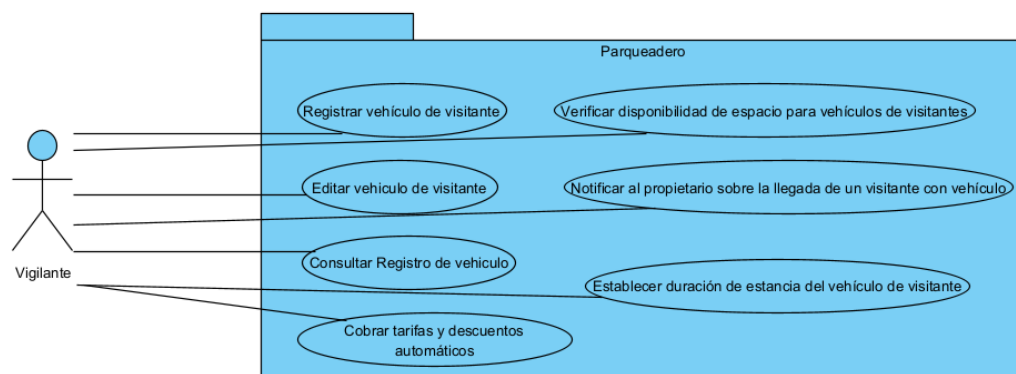 Parqueadero
Registrar vehículo de visitante
Verificar disponibilidad de espacio para vehículos de visitantes
Editar vehiculo de visitante
Notificar al propietario sobre la llegada de un visitante con vehículo
Vigilante
Consultar Registro de vehiculo
Establecer duración de estancia del vehículo de visitante
Cobrar tarifas y descuentos
automáticos